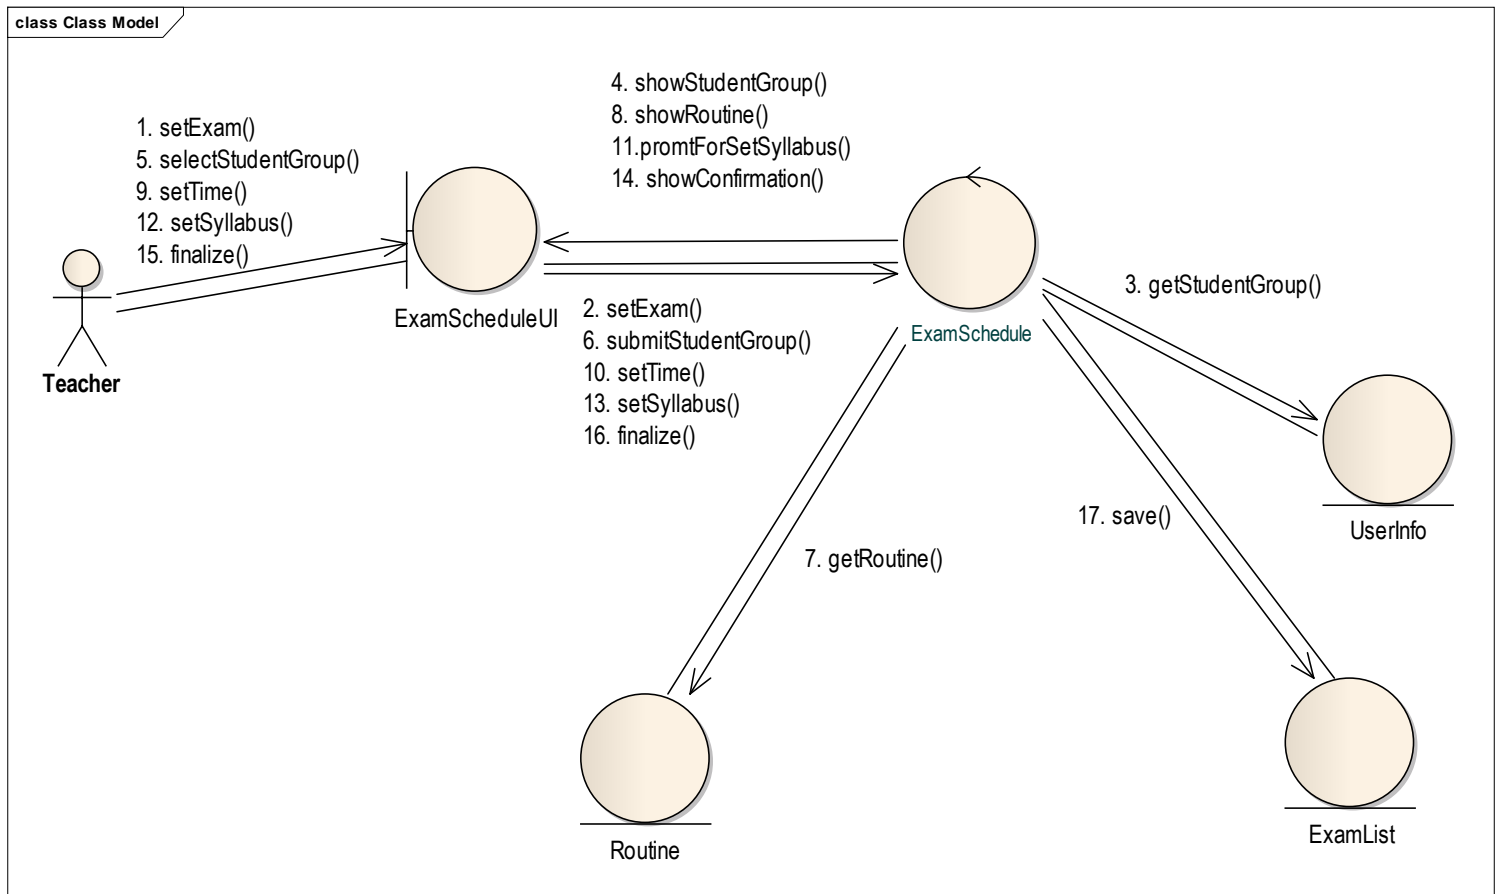 class Class Model
4. showStudentGroup()
8. showRoutine()
11.promtForSetSyllabus()
14. showConfirmation()
1. setExam()
5. selectStudentGroup()
9. setTime()
12. setSyllabus()
15. finalize()
Teacher
ExamScheduleUI
2. setExam()
6. submitStudentGroup()
10. setTime()
13. setSyllabus()
16. finalize()
ExamSchedule
3. getStudentGroup()
UserInfo
17. save()
7. getRoutine()
Routine
ExamList